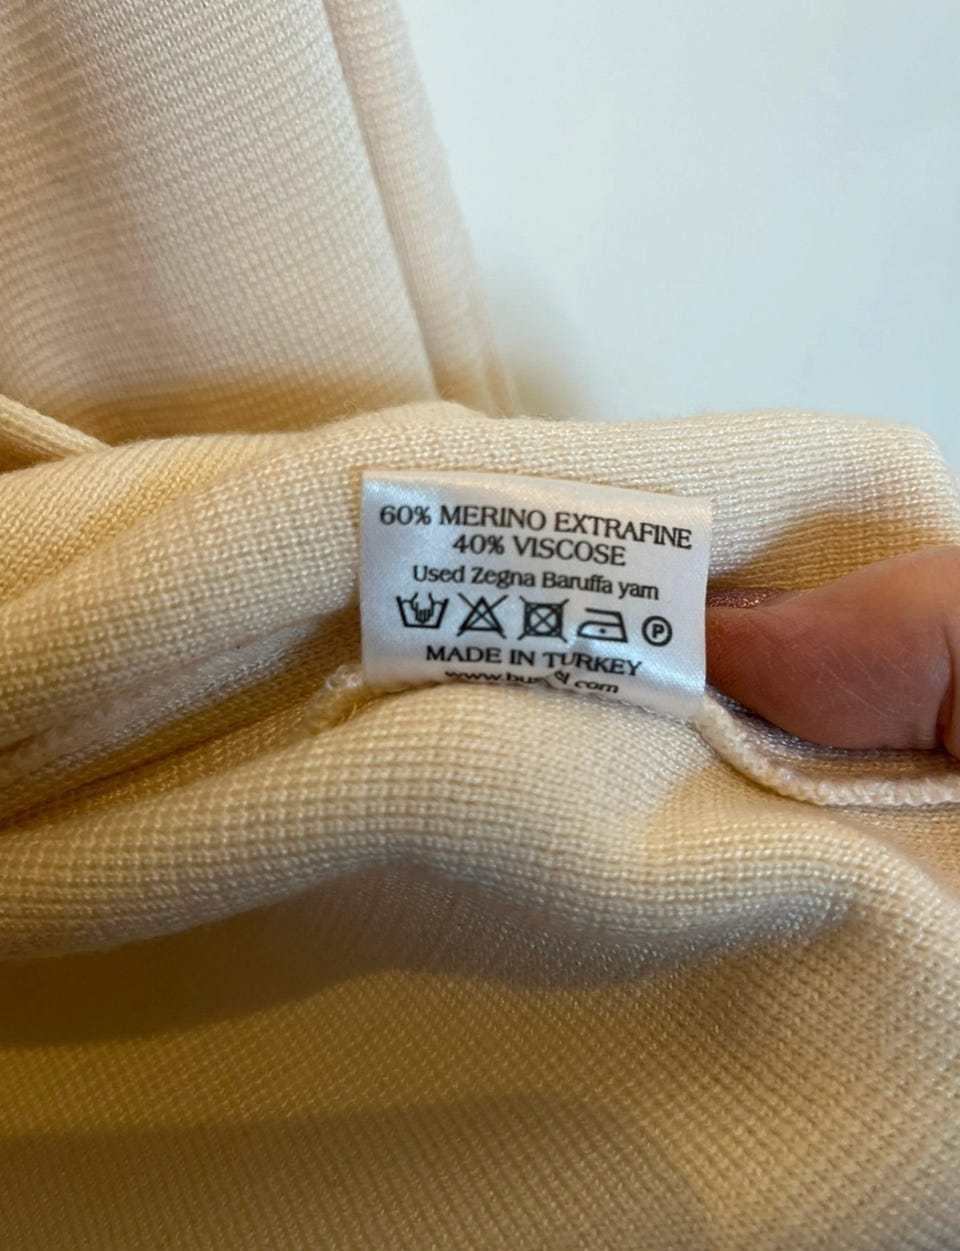 60% MERINO EXTRAFINE
40% VISCOSE
Used Zegna Baruffa yarn
P
MADE IN TURKEY